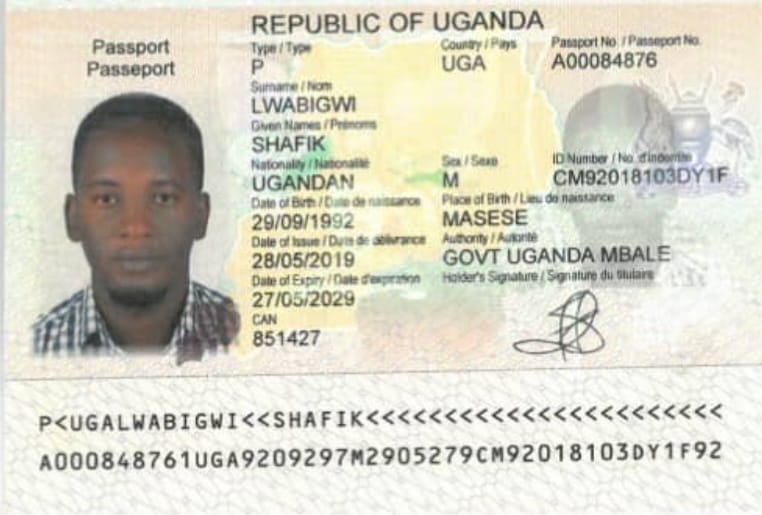 REPUBLIC OF UGANDA
Passport
Passeport
Type / Type
P
Country / Pays
UGA
Passport No. / Passeport No.
A00084876
Surname / Nom
LWABIGWI
Given Names / Prénoms
SHAFIK
Nationality / Nationalité
UGANDAN
Sex / Sexe
M
ID Number / No. d'identité
CM92018103DY1F
Date of Birth / Date de naissance
29/09/1992
Place of Birth / Lieu de naissance
MASESE
Date of Issue / Date de délivrance
28/05/2019
Authority / Autorité
GOVT UGANDA MBALE
Date of Expiry / Date d'expiration
27/05/2029
Holder's Signature / Signature du titulaire
CAN
851427
P<UGALWABIGWI<<SHAFIK<<<<<<<<<<<<<<<<<<<<<<<
A000848761UGA9209297M2905279CM92018103DY1F92